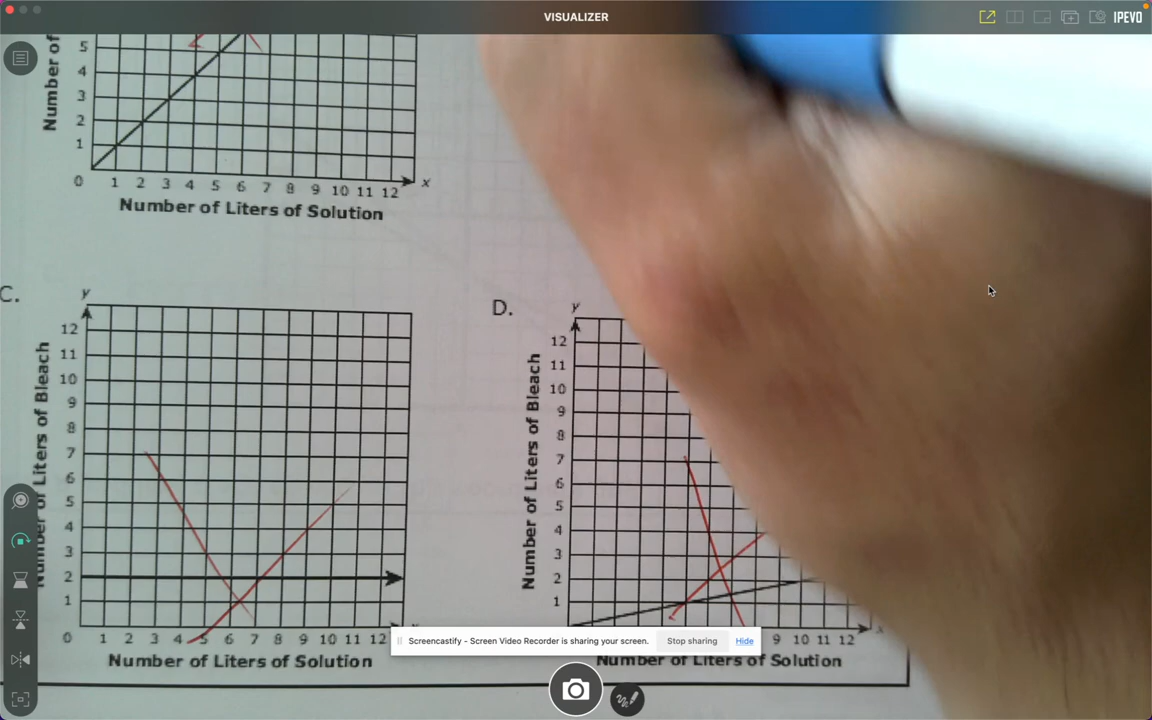 VISUALIZER
IPEVO
Number of
5
4
3
2
1
0 1 2 3 4 5 6 7 8 9 10 11 12 x
Number of Liters of Solution
C.
y
Number of Liters of Bleach
12
11
10
9
8
7
6
5
4
3
2
1
0 1 2 3 4 5 6 7 8 9 10 11 12
Number of Liters of Solution
D.
y
Number of Liters of Bleach
12
11
10
9
8
7
6
5
4
3
2
1
9 10 11 12 x
Number of Liters of Solution
Screencastify - Screen Video Recorder is sharing your screen. Stop sharing Hide